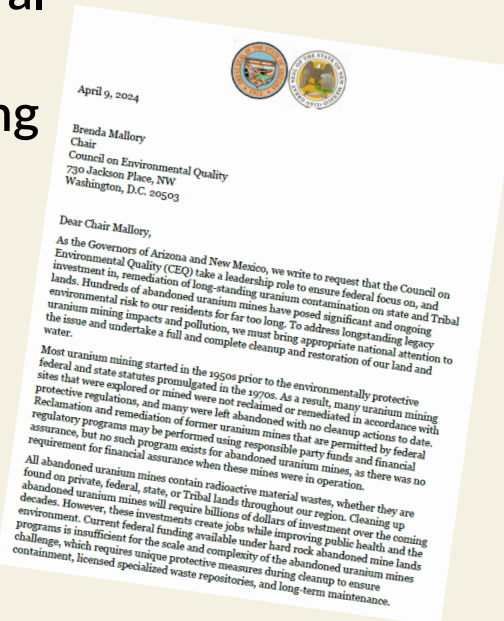 al
ng
April 9, 2024
Brenda Mallory
Chair
Council on Environmental Quality
730 Jackson Place, NW
Washington, D.C. 20503
Dear Chair Mallory,
As the Governors of Arizona and New Mexico, we write to request that the Council on
Environmental Quality (CEQ) take a leadership role to ensure federal focus on, and
investment in, remediation of long-standing uranium contamination on state and Tribal
lands. Hundreds of abandoned uranium mines have posed significant and ongoing
environmental risk to our residents for far too long. To address longstanding legacy
uranium mining impacts and pollution, we must bring appropriate national attention to
the issue and undertake a full and complete cleanup and restoration of our land and
water.
Most uranium mining started in the 1950s prior to the environmentally protective
federal and state statutes promulgated in the 1970s. As a result, many uranium mining
sites that were explored or mined were not reclaimed or remediated in accordance with
protective regulations, and many were left abandoned with no cleanup actions to date.
Reclamation and remediation of former uranium mines that are permitted by federal
regulatory programs may be performed using responsible party funds and financial
assurance, but no such program exists for abandoned uranium mines, as there was no
requirement for financial assurance when these mines were in operation.
All abandoned uranium mines contain radioactive material wastes, whether they are
found on private, federal, state, or Tribal lands throughout our region. Cleaning up
abandoned uranium mines will require billions of dollars of investment over the coming
decades. However, these investments create jobs while improving public health and the
environment. Current federal funding available under hard rock abandoned mine lands
programs is insufficient for the scale and complexity of the abandoned uranium mines
challenge, which requires unique protective measures during cleanup to ensure
containment, licensed specialized waste repositories, and long-term maintenance.